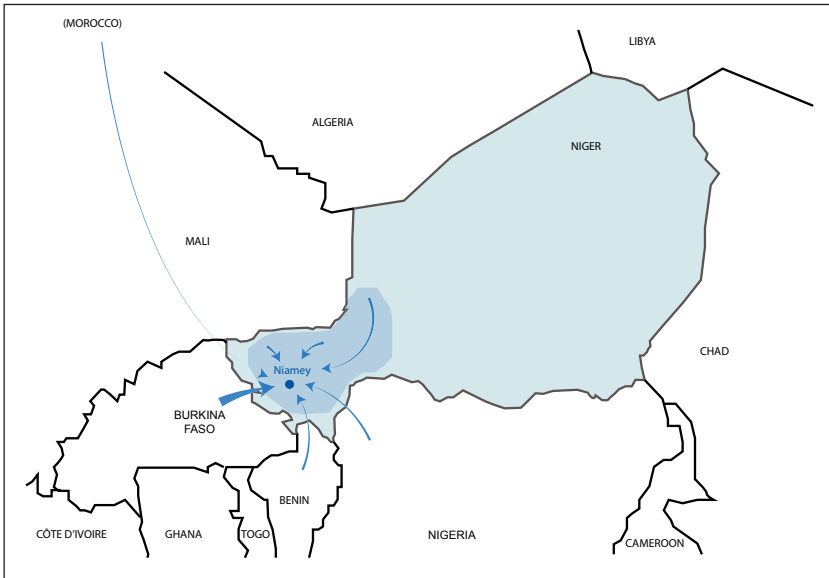 (MOROCCO)
LIBYA
ALGERIA
NIGER
MALI
CHAD
Niamey
BURKINA
FASO
BENIN
CÔTE D'IVOIRE
GHANA
TOGO
NIGERIA
CAMEROON